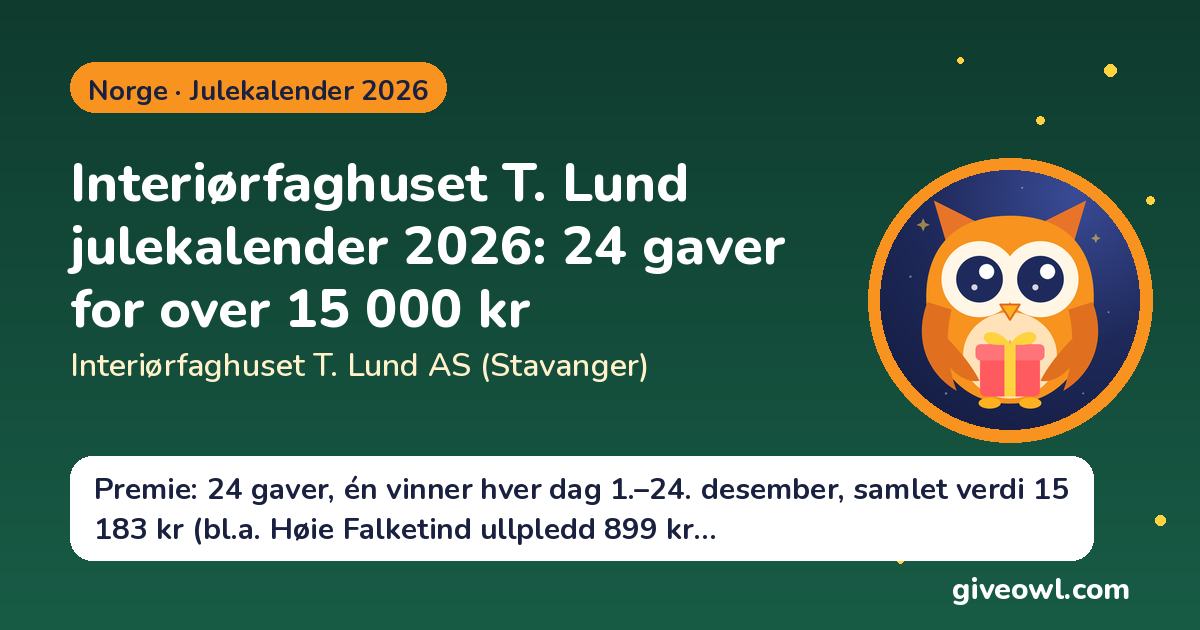 Norge · Julekalender 2026
Interiørfaghuset T. Lund
julekalender 2026: 24 gaver
for over 15 000 kr
Interiørfaghuset T. Lund AS (Stavanger)
Premie: 24 gaver, én vinner hver dag 1.–24. desember, samlet verdi 15
183 kr (bl.a. Høie Falketind ullpledd 899 kr...
giveowl.com